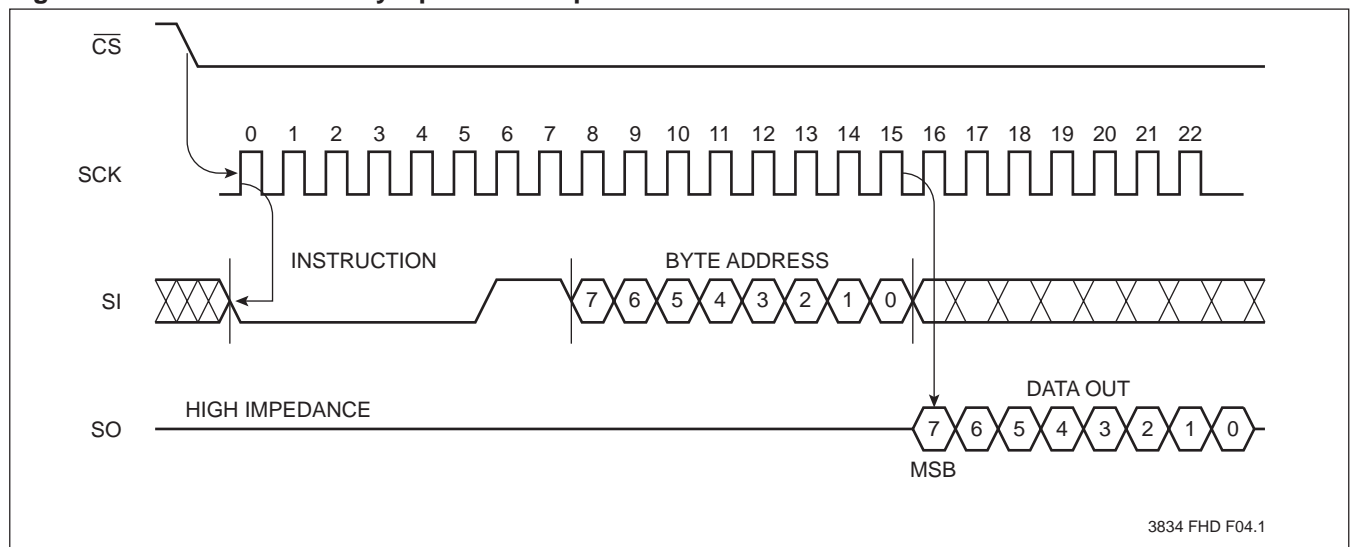 CS
0 1 2 3 4 5 6 7 8 9 10 11 12 13 14 15 16 17 18 19 20 21 22
SCK
INSTRUCTION BYTE ADDRESS
SI 7 6 5 4 3 2 1 0
DATA OUT
HIGH IMPEDANCE
SO 7 6 5 4 3 2 1 0
MSB
3834 FHD F04.1